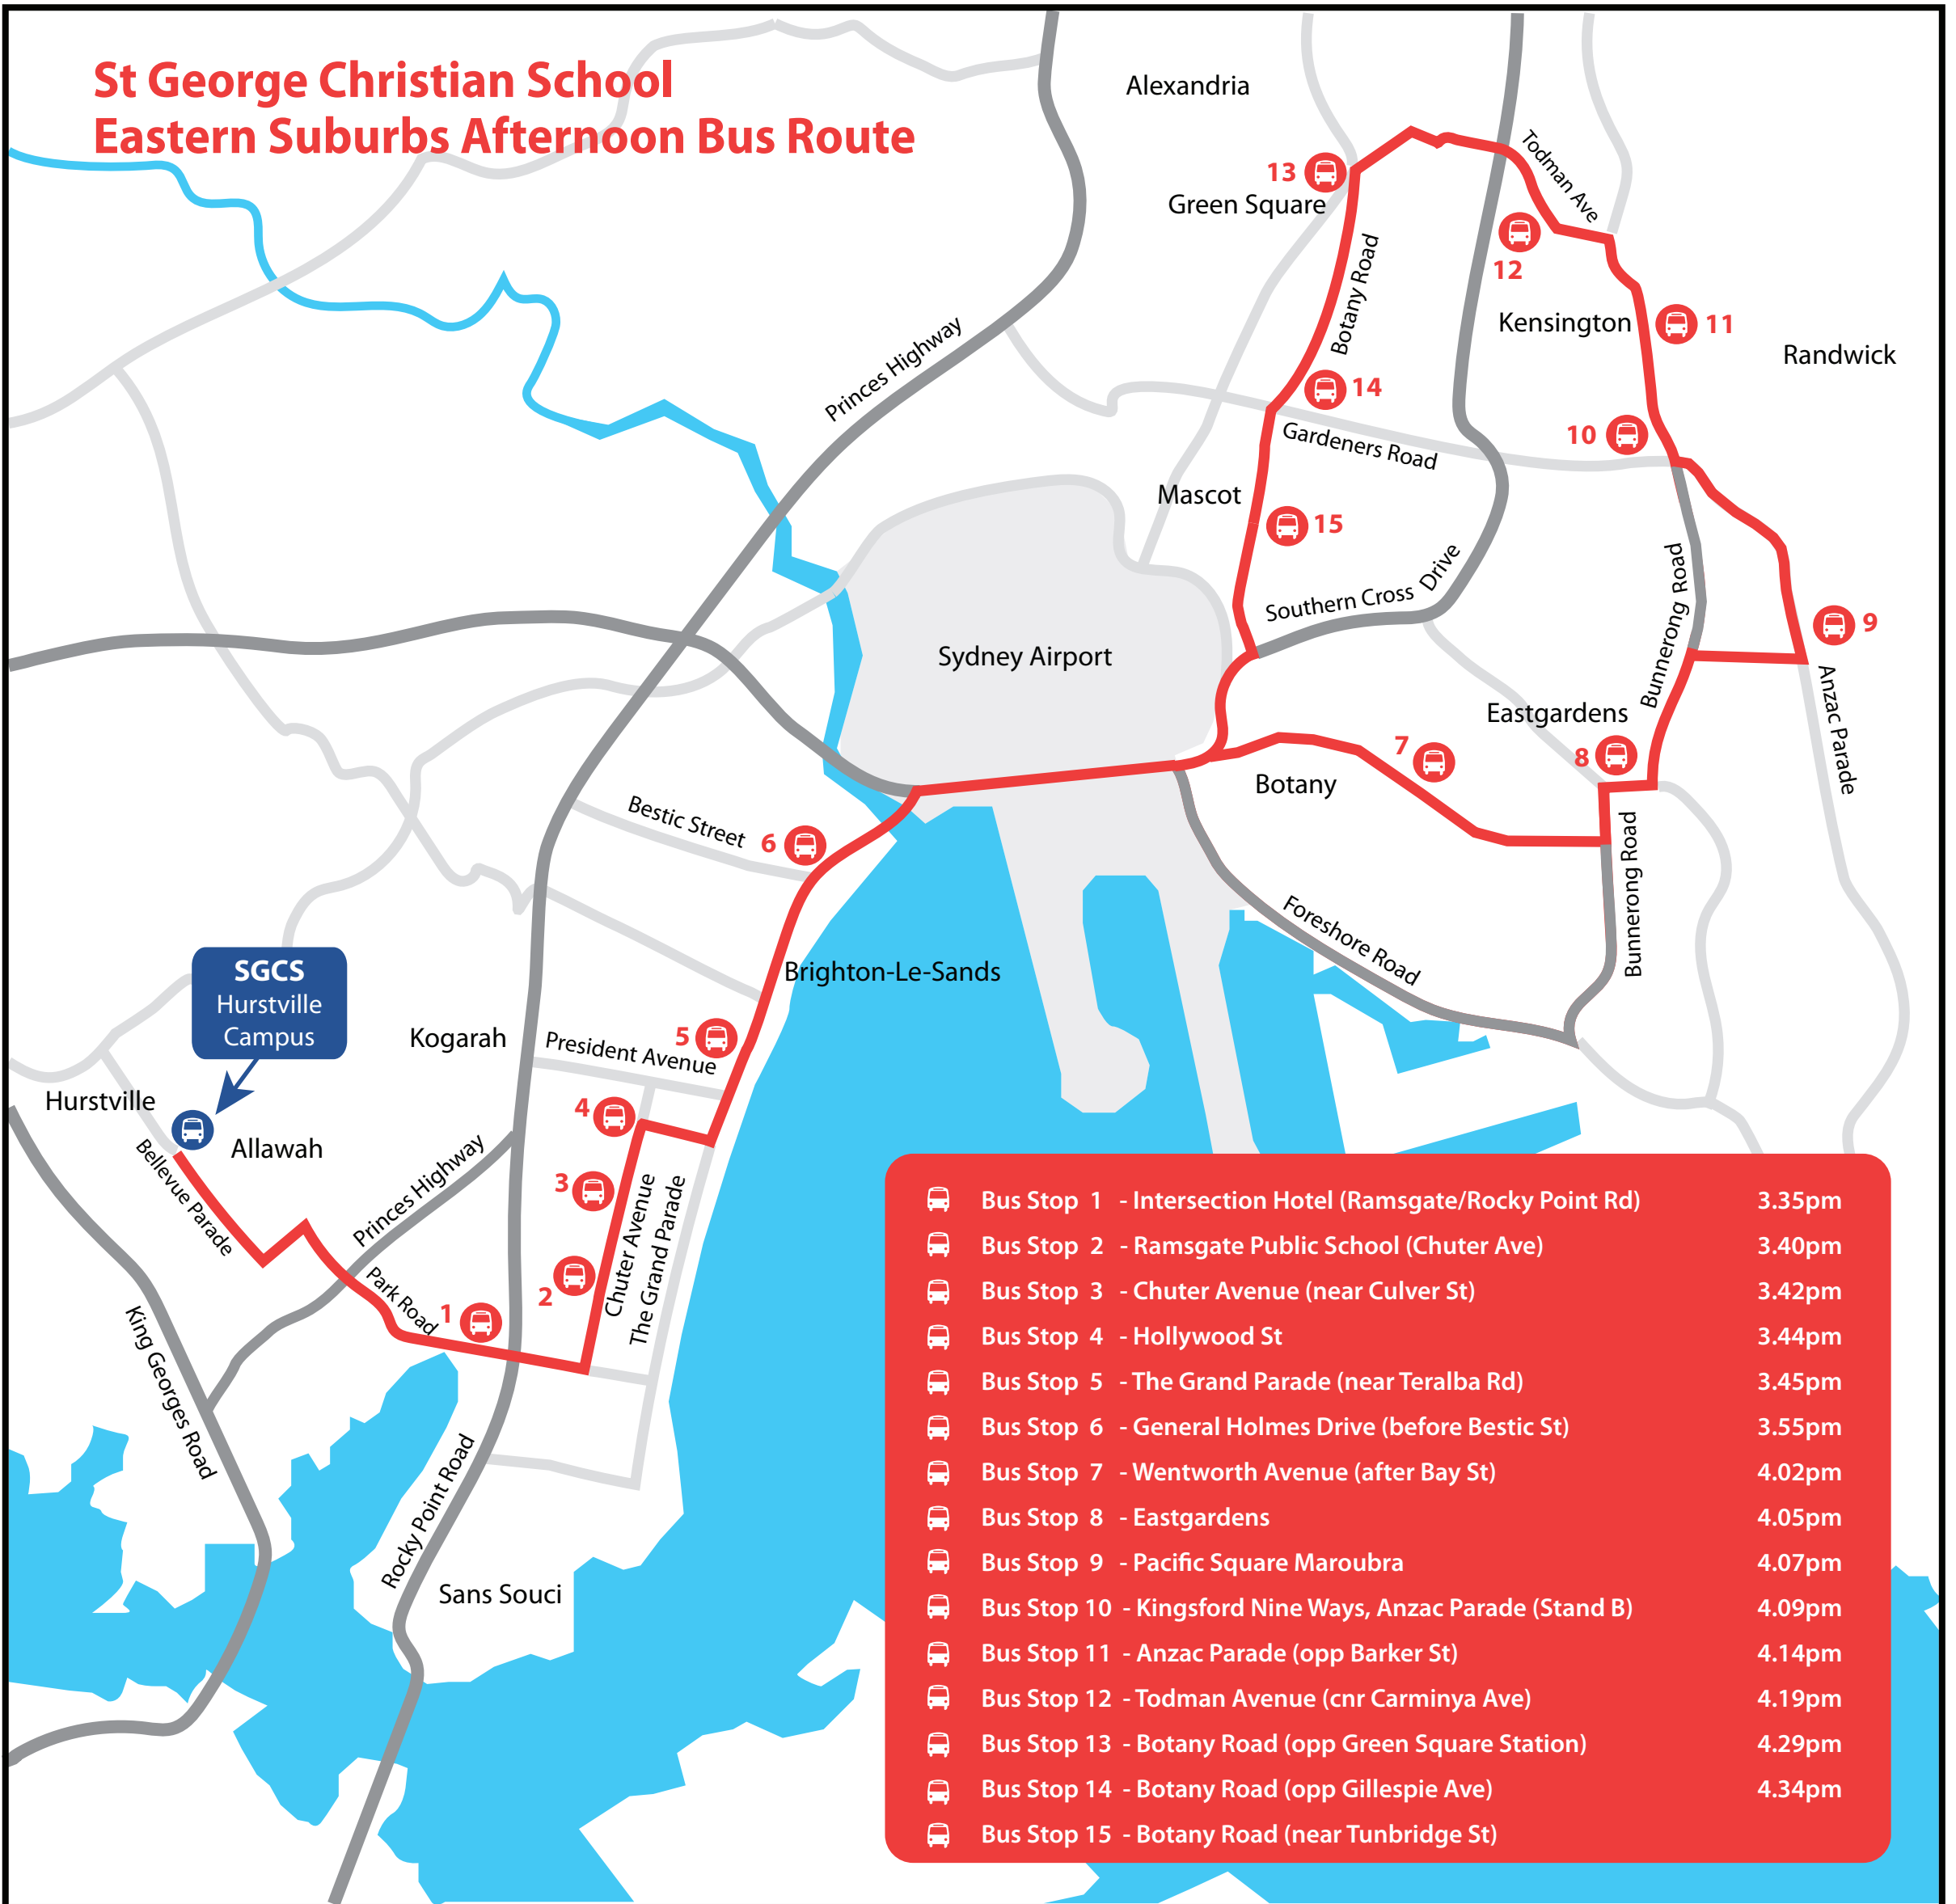 St George Christian School
Eastern Suburbs Afternoon Bus Route
Alexandria
13
Green Square
Todman Ave
12
Botany Road
Kensington
11
Randwick
Princes Highway
14
10
Gardeners Road
Mascot
15
Southern Cross Drive
Bunnerong Road
9
Sydney Airport
Anzac Parade
Eastgardens
7
8
Botany
Bestic Street
6
Bunnerong Road
Foreshore Road
Brighton-Le-Sands
SGCS
Hurstville
Campus
Kogarah
5
President Avenue
Hurstville
4
Allawah
Bellevue Parade
Princes Highway
3
Chuter Avenue
The Grand Parade
2
Park Road
1
King Georges Road
Rocky Point Road
Sans Souci
Bus Stop 1 - Intersection Hotel (Ramsgate/Rocky Point Rd) 3.35pm
Bus Stop 2 - Ramsgate Public School (Chuter Ave) 3.40pm
Bus Stop 3 - Chuter Avenue (near Culver St) 3.42pm
Bus Stop 4 - Hollywood St 3.44pm
Bus Stop 5 - The Grand Parade (near Teralba Rd) 3.45pm
Bus Stop 6 - General Holmes Drive (before Bestic St) 3.55pm
Bus Stop 7 - Wentworth Avenue (after Bay St) 4.02pm
Bus Stop 8 - Eastgardens 4.05pm
Bus Stop 9 - Pacific Square Maroubra 4.07pm
Bus Stop 10 - Kingsford Nine Ways, Anzac Parade (Stand B) 4.09pm
Bus Stop 11 - Anzac Parade (opp Barker St) 4.14pm
Bus Stop 12 - Todman Avenue (cnr Carminya Ave) 4.19pm
Bus Stop 13 - Botany Road (opp Green Square Station) 4.29pm
Bus Stop 14 - Botany Road (opp Gillespie Ave) 4.34pm
Bus Stop 15 - Botany Road (near Tunbridge St)